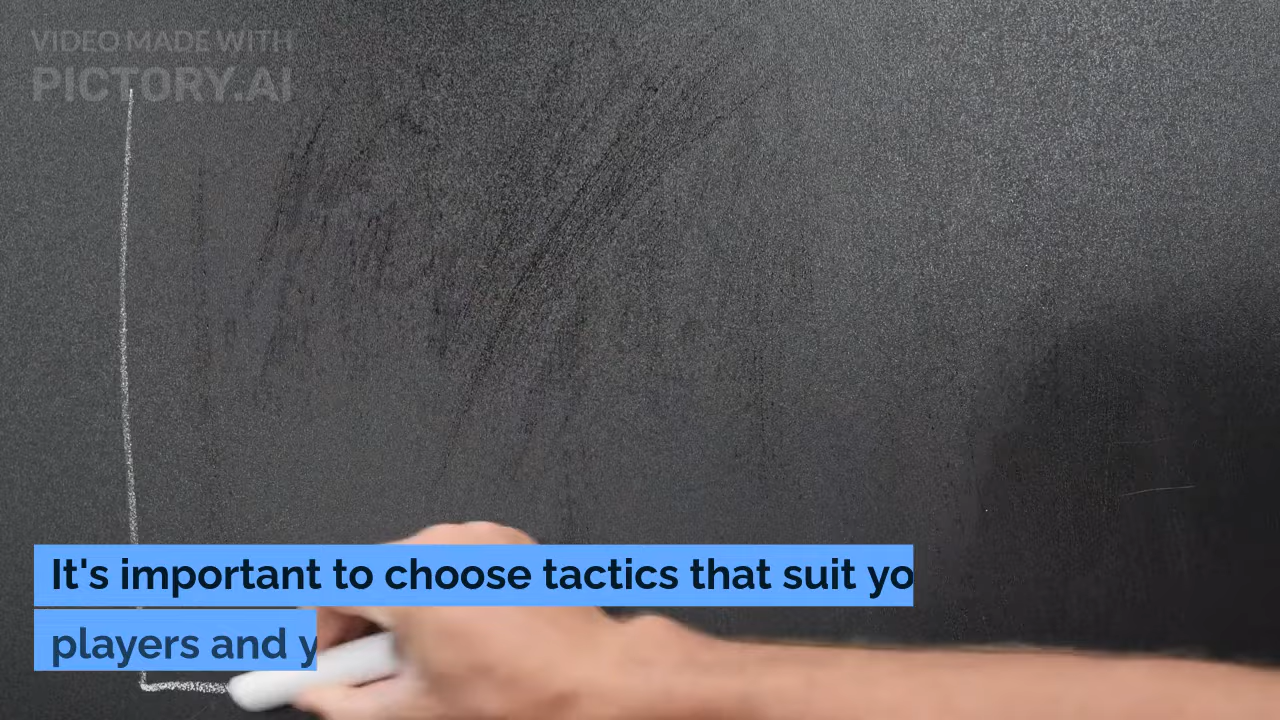 VIDEO MADE WITH
PICTORY.AI
It's important to choose tactics that suit yo
players and y